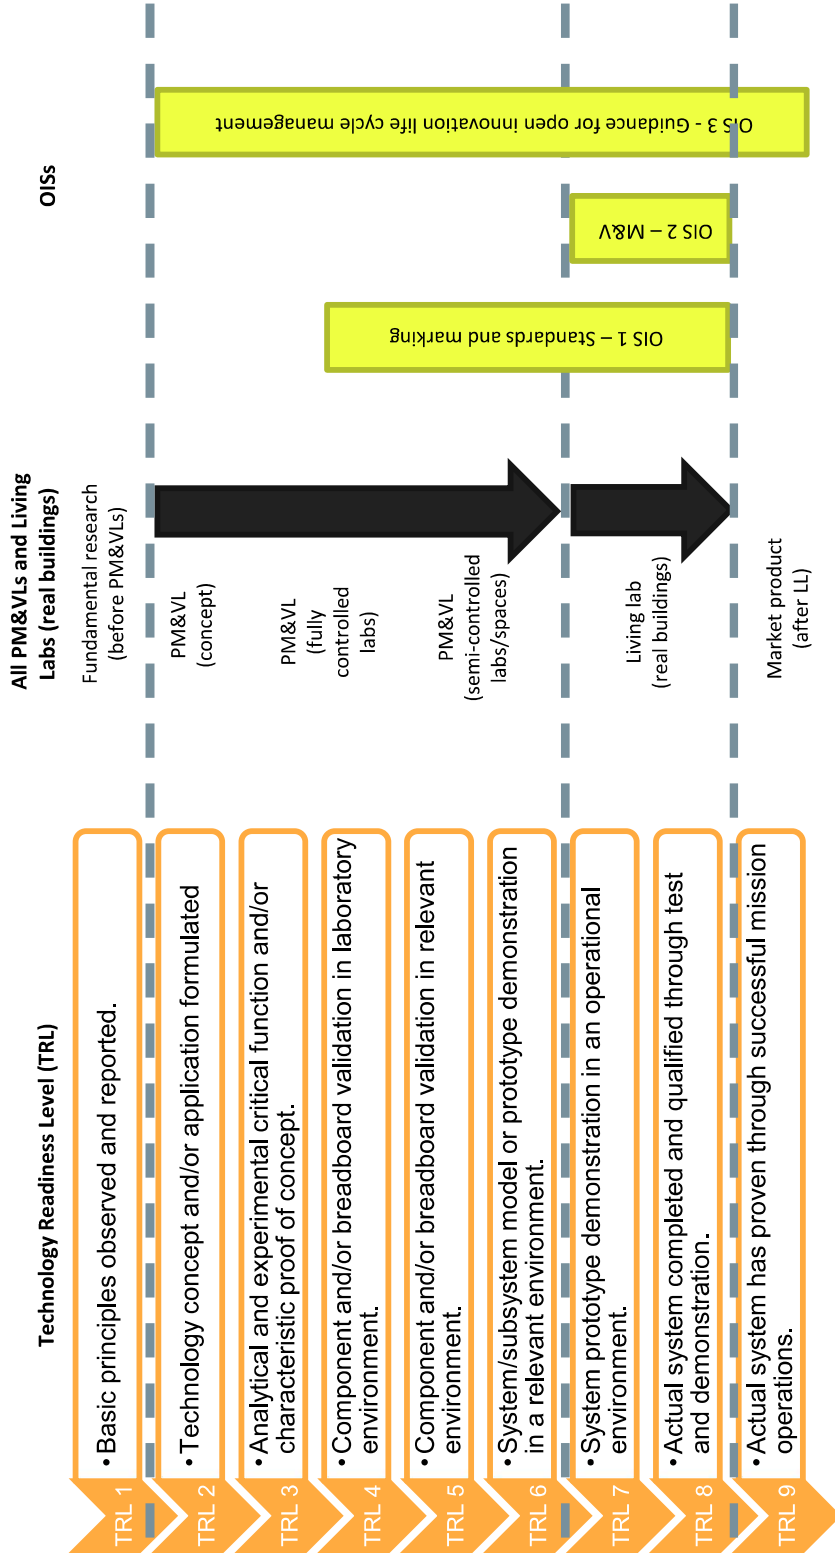 Technology Readiness Level (TRL)
All PM&VLs and Living
Labs (real buildings)
OISs
TRL 1
• Basic principles observed and reported.
Fundamental research
(before PM&VLs)
TRL 2
• Technology concept and/or application formulated
PM&VL
(concept)
TRL 3
• Analytical and experimental critical function and/or
characteristic proof of concept.
PM&VL
(fully
controlled
labs)
TRL 4
• Component and/or breadboard validation in laboratory
environment.
TRL 5
• Component and/or breadboard validation in relevant
environment.
PM&VL
(semi-controlled
labs/spaces)
TRL 6
• System/subsystem model or prototype demonstration
in a relevant environment.
TRL 7
• System prototype demonstration in an operational
environment.
Living lab
(real buildings)
TRL 8
• Actual system completed and qualified through test
and demonstration.
TRL 9
• Actual system has proven through successful mission
operations.
Market product
(after LL)
OIS 1 – Standards and marking
OIS 2 – M&V
OIS 3 - Guidance for open innovation life cycle management